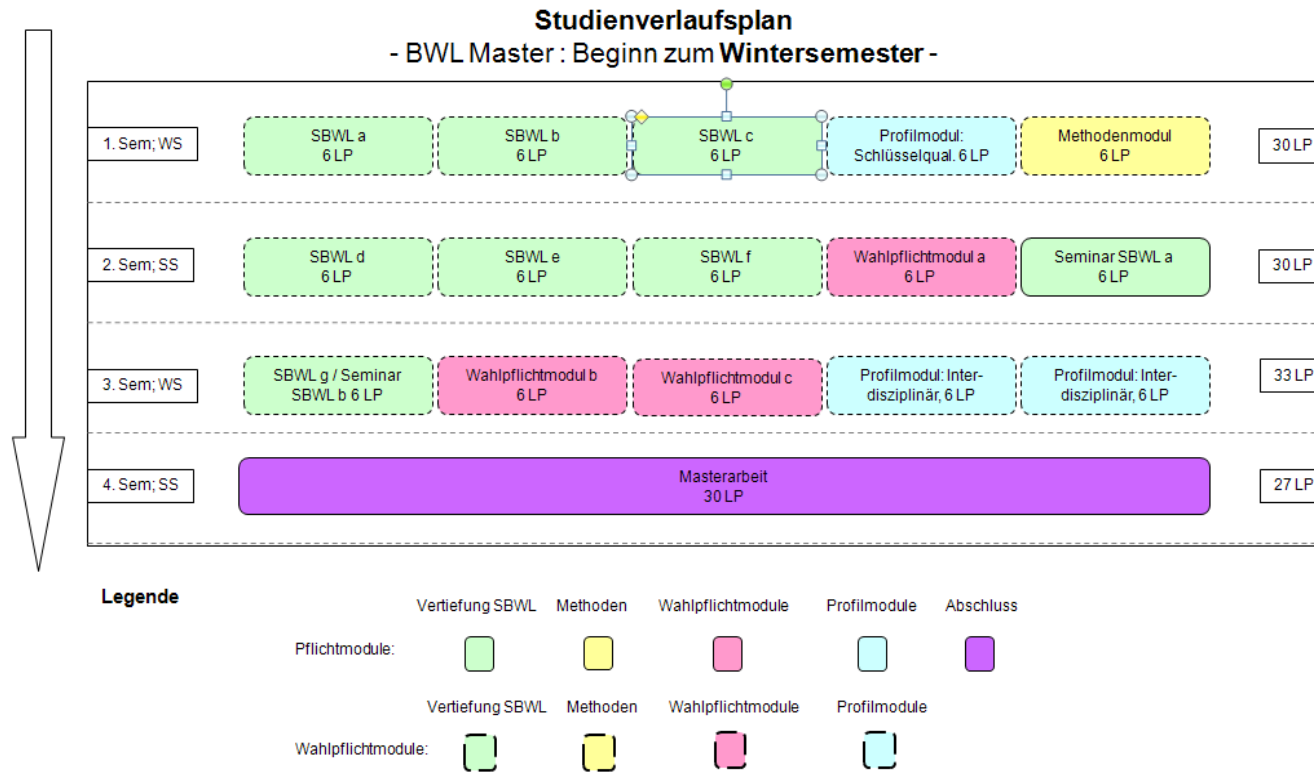 Studienverlaufsplan
- BWL Master : Beginn zum Wintersemester -
1. Sem; WS
SBWL a
6 LP
SBWL b
6 LP
SBWL c
6 LP
Profilmodul:
Schlüsselqual. 6 LP
Methodenmodul
6 LP
30 LP
2. Sem; SS
SBWL d
6 LP
SBWL e
6 LP
SBWL f
6 LP
Wahlpflichtmodul a
6 LP
Seminar SBWL a
6 LP
30 LP
3. Sem; WS
SBWL g / Seminar
SBWL b 6 LP
Wahlpflichtmodul b
6 LP
Wahlpflichtmodul c
6 LP
Profilmodul: Inter-
disziplinär, 6 LP
Profilmodul: Inter-
disziplinär, 6 LP
33 LP
4. Sem; SS
Masterarbeit
30 LP
27 LP
Legende
Vertiefung SBWL Methoden Wahlpflichtmodule Profilmodule Abschluss
Pflichtmodule:
Vertiefung SBWL Methoden Wahlpflichtmodule Profilmodule
Wahlpflichtmodule: